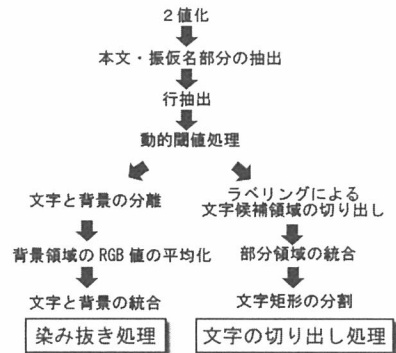 ２値化
本文・振仮名部分の抽出
行抽出
動的閾値処理
文字と背景の分離
背景領域の RGB 値の平均化
文字と背景の統合
染み抜き処理
ラベリングによる
文字候補領域の切り出し
部分領域の統合
文字矩形の分割
文字の切り出し処理